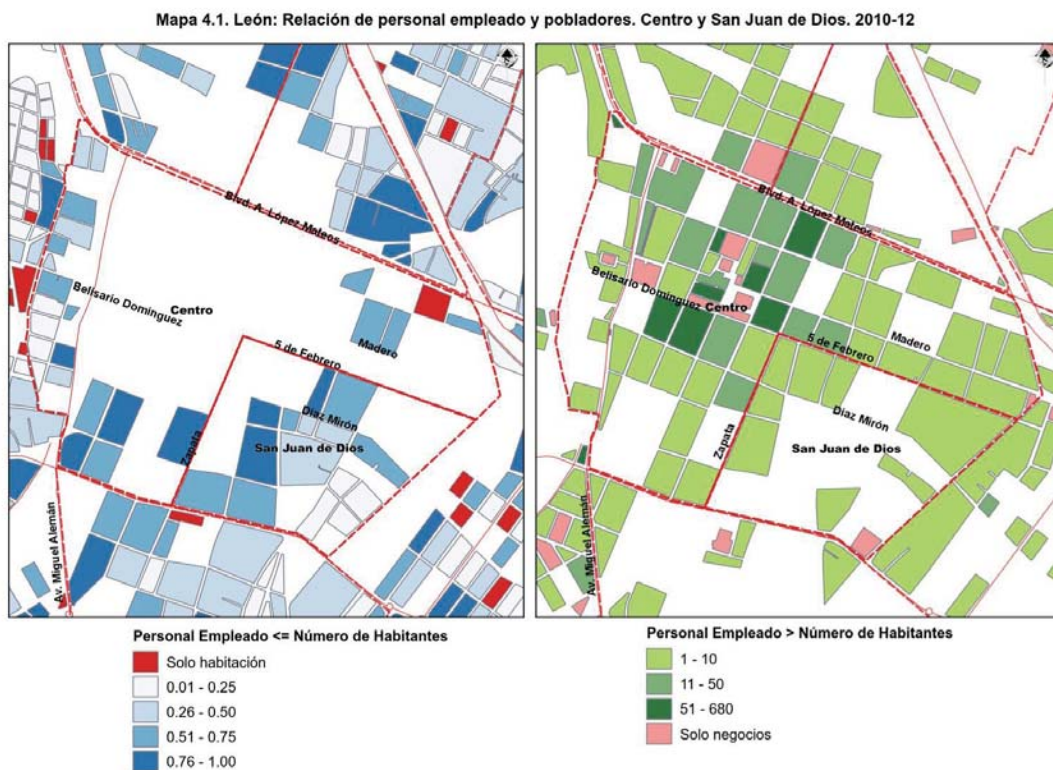 Mapa 4.1. León: Relación de personal empleado y pobladores. Centro y San Juan de Dios. 2010-12
Blvd. A. López Mateos
Belisario Domínguez
Centro
Madero
5 de Febrero
Díaz Mirón
Zapata
San Juan de Dios
Av. Miguel Alemán
Personal Empleado <= Número de Habitantes
Solo habitación
0.01 - 0.25
0.26 - 0.50
0.51 - 0.75
0.76 - 1.00
Blvd. A. López Mateos
Belisario Domínguez
Centro
Madero
5 de Febrero
Díaz Mirón
Zapata
San Juan de Dios
Av. Miguel Alemán
Personal Empleado > Número de Habitantes
1 - 10
11 - 50
51 - 680
Solo negocios